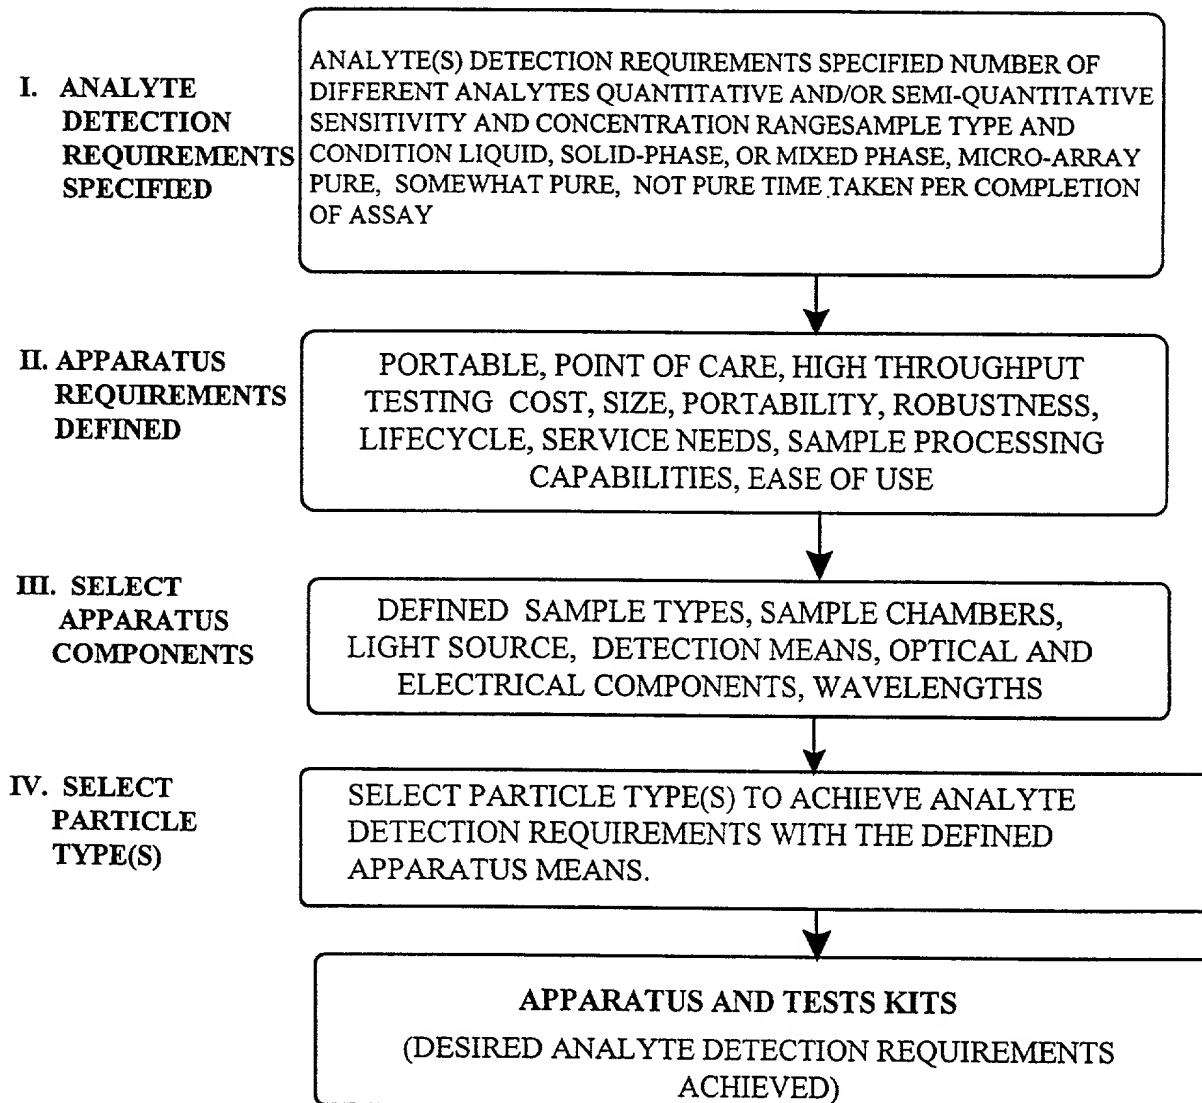 I. ANALYTE
DETECTION
REQUIREMENTS
SPECIFIED
ANALYTE(S) DETECTION REQUIREMENTS SPECIFIED NUMBER OF
DIFFERENT ANALYTES QUANTITATIVE AND/OR SEMI-QUANTITATIVE
SENSITIVITY AND CONCENTRATION RANGESAMPLE TYPE AND
CONDITION LIQUID, SOLID-PHASE, OR MIXED PHASE, MICRO-ARRAY
PURE, SOMEWHAT PURE, NOT PURE TIME TAKEN PER COMPLETION
OF ASSAY
II. APPARATUS
REQUIREMENTS
DEFINED
PORTABLE, POINT OF CARE, HIGH THROUGHPUT
TESTING COST, SIZE, PORTABILITY, ROBUSTNESS,
LIFECYCLE, SERVICE NEEDS, SAMPLE PROCESSING
CAPABILITIES, EASE OF USE
III. SELECT
APPARATUS
COMPONENTS
DEFINED SAMPLE TYPES, SAMPLE CHAMBERS,
LIGHT SOURCE, DETECTION MEANS, OPTICAL AND
ELECTRICAL COMPONENTS, WAVELENGTHS
IV. SELECT
PARTICLE
TYPE(S)
SELECT PARTICLE TYPE(S) TO ACHIEVE ANALYTE
DETECTION REQUIREMENTS WITH THE DEFINED
APPARATUS MEANS.
APPARATUS AND TESTS KITS
(DESIRED ANALYTE DETECTION REQUIREMENTS
ACHIEVED)